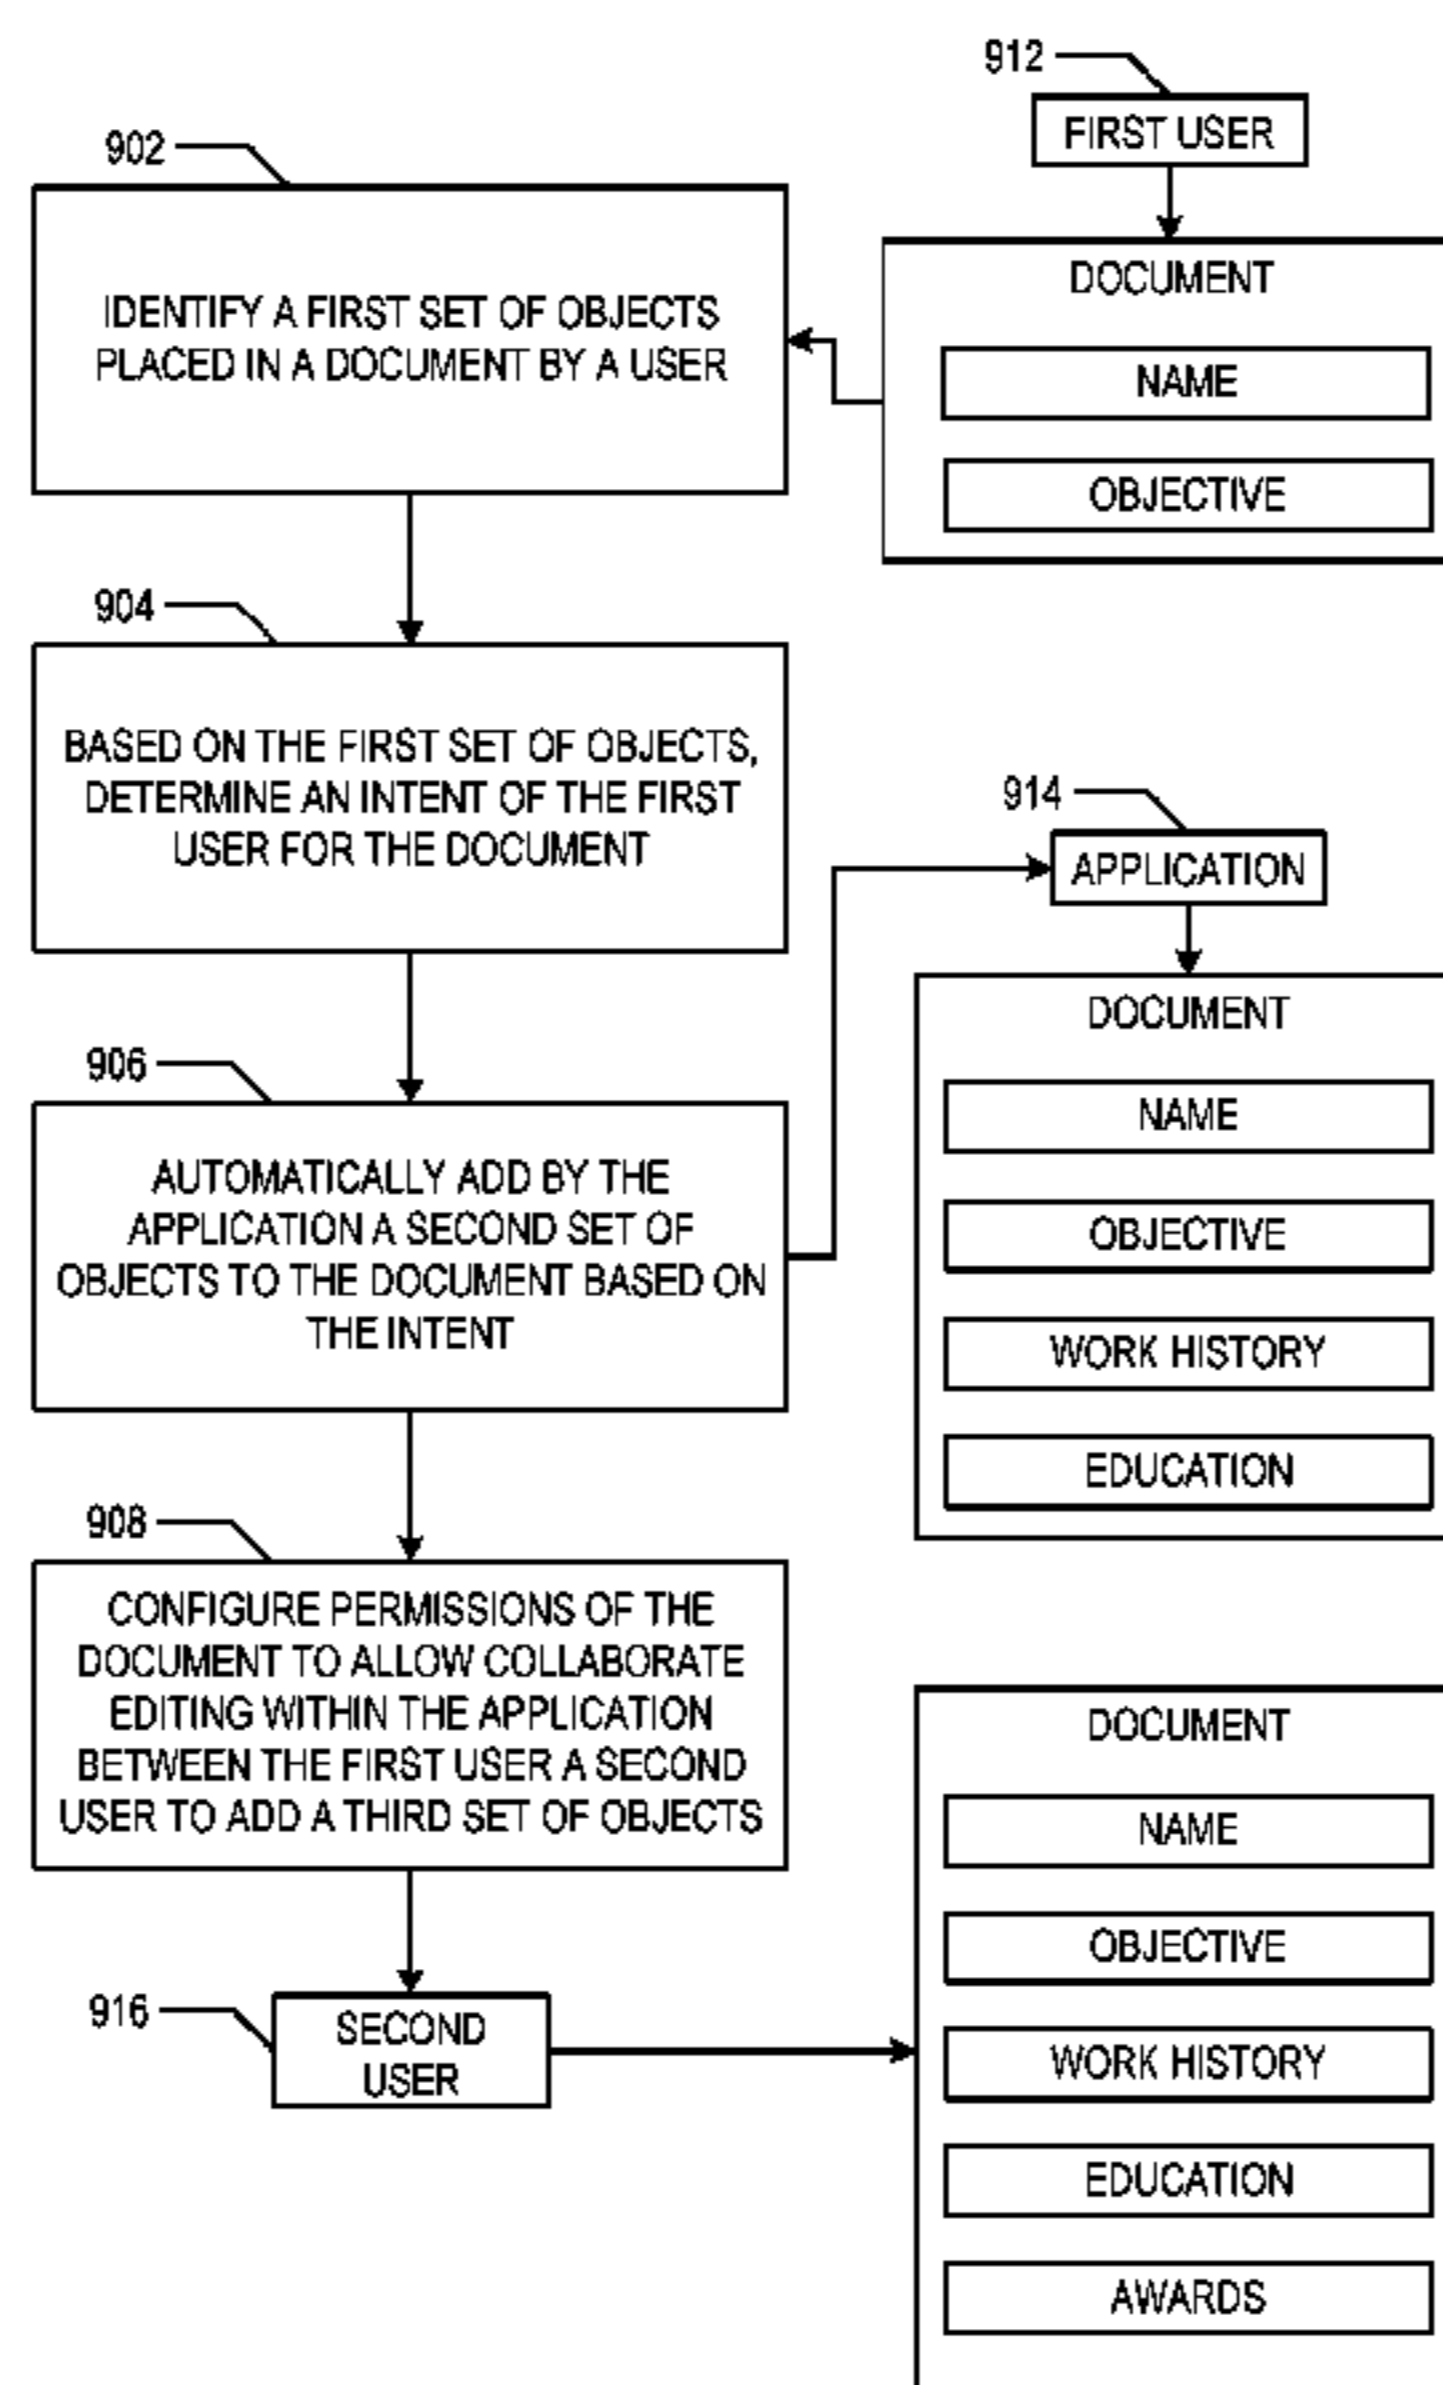 912
FIRST USER
902
DOCUMENT
IDENTIFY A FIRST SET OF OBJECTS
PLACED IN A DOCUMENT BY A USER
NAME
OBJECTIVE
904
BASED ON THE FIRST SET OF OBJECTS,
DETERMINE AN INTENT OF THE FIRST
USER FOR THE DOCUMENT
914
APPLICATION
DOCUMENT
906
NAME
AUTOMATICALLY ADD BY THE
APPLICATION A SECOND SET OF
OBJECTS TO THE DOCUMENT BASED ON
THE INTENT
OBJECTIVE
WORK HISTORY
EDUCATION
908
CONFIGURE PERMISSIONS OF THE
DOCUMENT TO ALLOW COLLABORATE
EDITING WITHIN THE APPLICATION
BETWEEN THE FIRST USER A SECOND
USER TO ADD A THIRD SET OF OBJECTS
DOCUMENT
NAME
OBJECTIVE
916
SECOND
USER
WORK HISTORY
EDUCATION
AWARDS